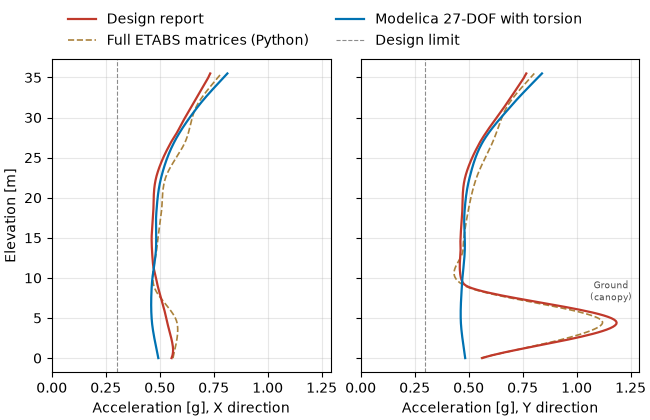 Design report
Full ETABS matrices (Python)
Modelica 27-DOF with torsion
Design limit
Elevation [m]
35
30
25
20
15
10
5
0
0.00 0.25 0.50 0.75 1.00 1.25
Acceleration [g], X direction
Ground
(canopy)
0.00 0.25 0.50 0.75 1.00 1.25
Acceleration [g], Y direction